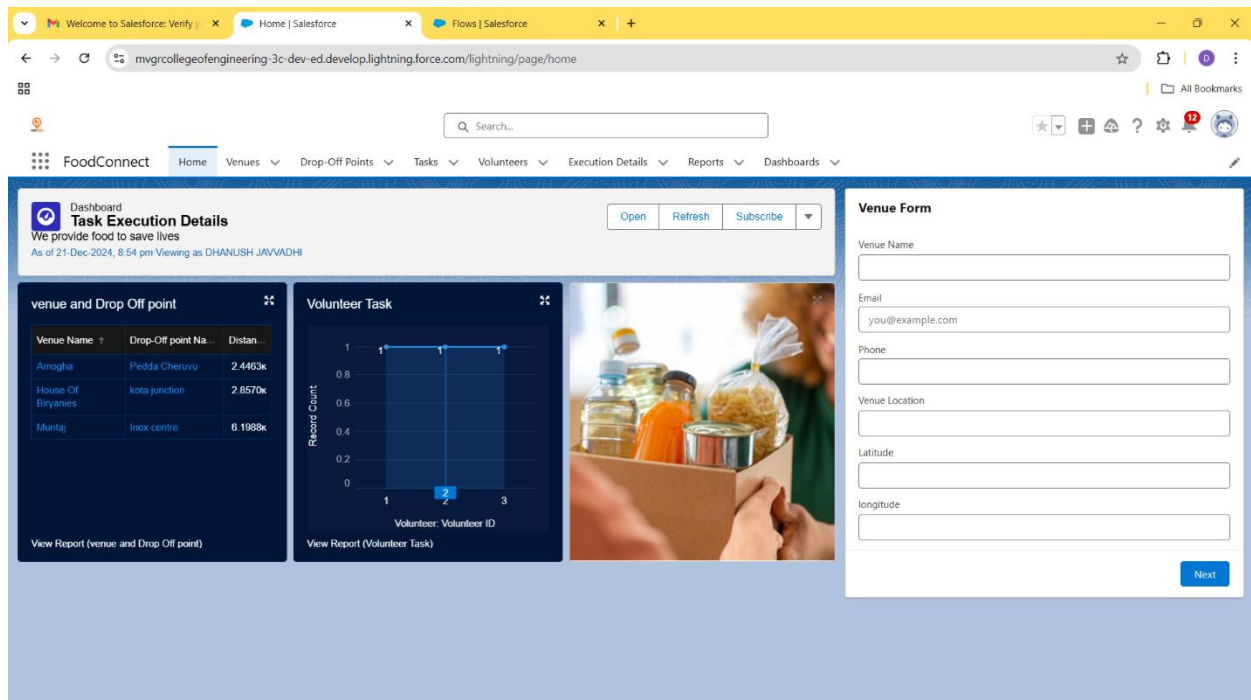 Welcome to Salesforce: Verify y
Home | Salesforce
Flows | Salesforce
mvgrcollegeofengineering-3c-dev-ed.develop.lightning.force.com/lightning/page/home
D
All Bookmarks
Search...
12
FoodConnect
Home
Venues
Drop-Off Points
Tasks
Volunteers
Execution Details
Reports
Dashboards
Dashboard
Task Execution Details
We provide food to save lives
As of 21-Dec-2024, 8:54 pm·Viewing as DHANUSH JAVVADHI
Open
Refresh
Subscribe
venue and Drop Off point
Venue Name ↑ Drop-Off point Na... Distan...
Amogha Pedda Cheruvu 2.4463K
House Of Biryanies kota junction 2.8570K
Muntaj Inox centre 6.1988K
View Report (venue and Drop Off point)
Volunteer Task
Record Count
1
0.8
0.6
0.4
0.2
0
1 1 1
1 2 3
2
Volunteer: Volunteer ID
View Report (Volunteer Task)
Venue Form
Venue Name
Email
you@example.com
Phone
Venue Location
Latitude
longitude
Next